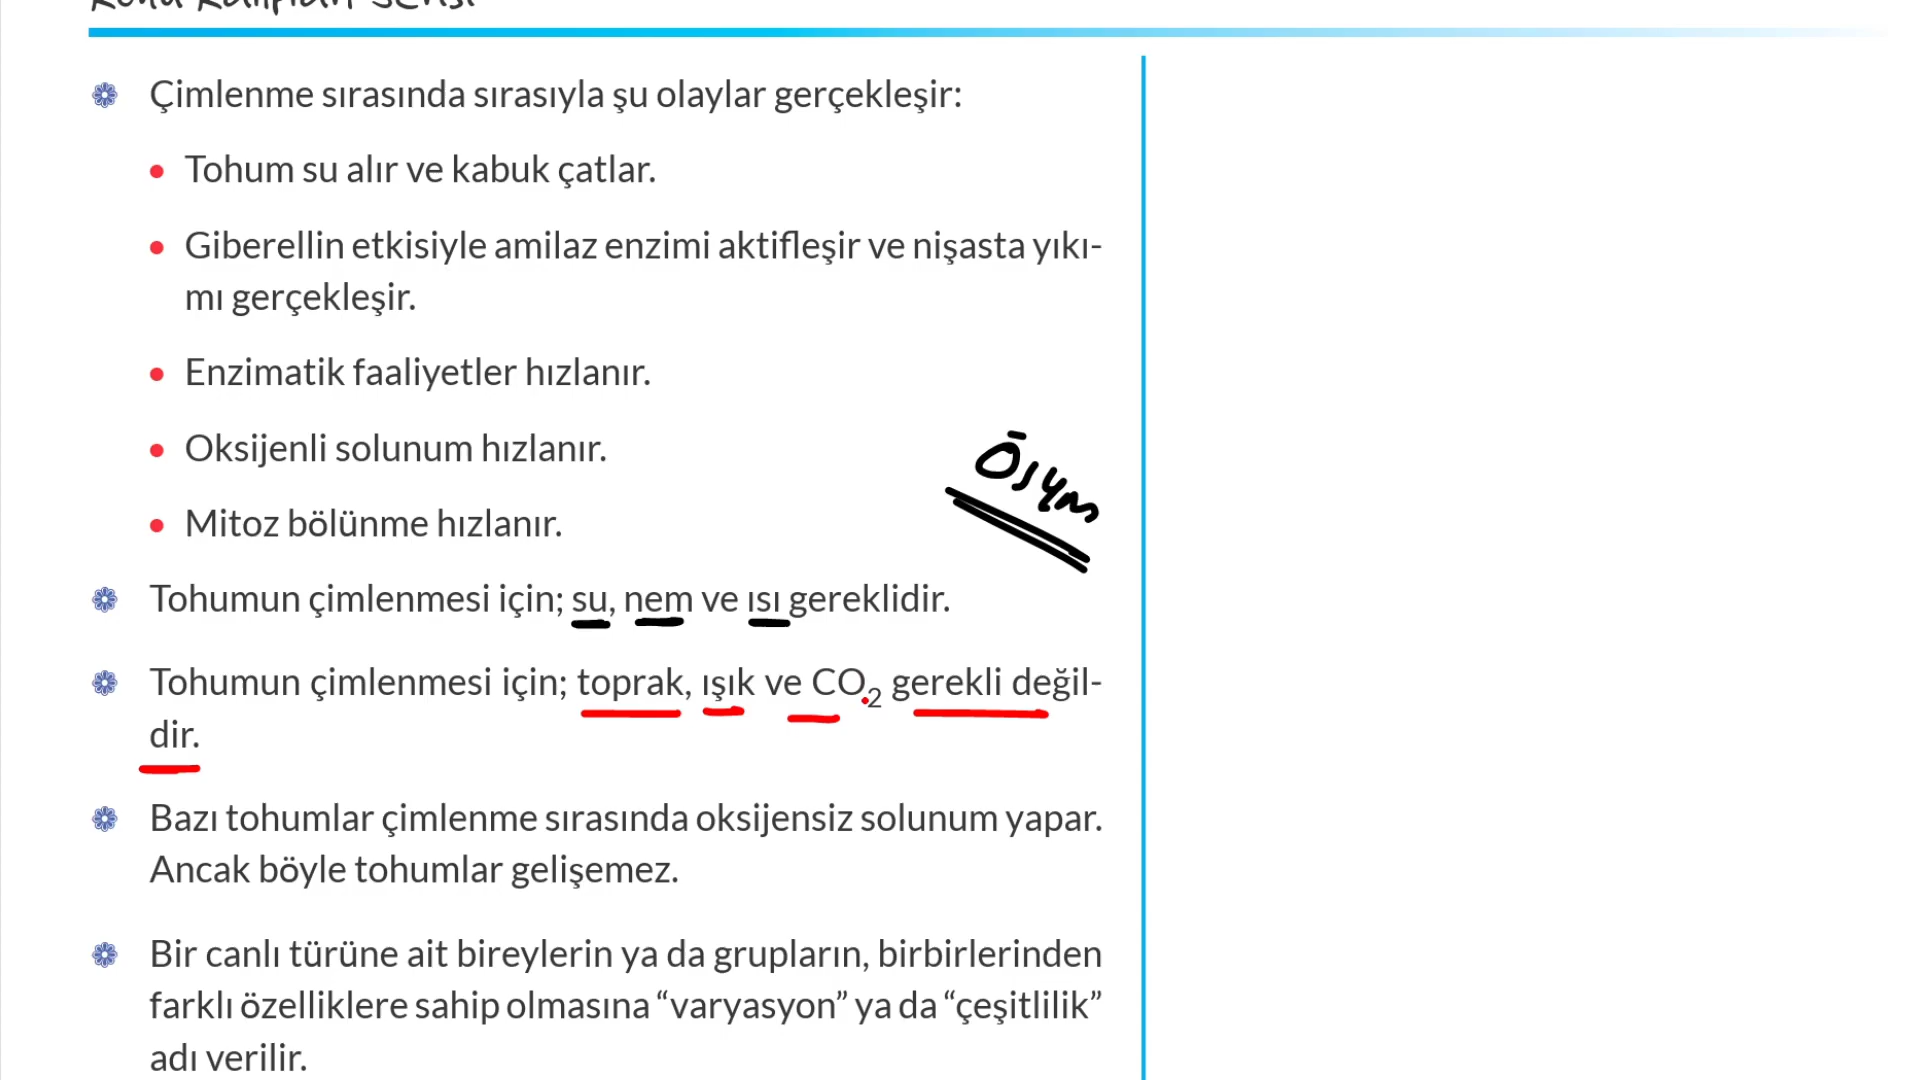 Çimlenme sırasında sırasıyla şu olaylar gerçekleşir:
Tohum su alır ve kabuk çatlar.
Giberellin etkisiyle amilaz enzimi aktifleşir ve nişasta yıkı-
mı gerçekleşir.
Enzimatik faaliyetler hızlanır.
Oksijenli solunum hızlanır.
ÖSYM
Mitoz bölünme hızlanır.
Tohumun çimlenmesi için; su, nem ve ısı gereklidir.
Tohumun çimlenmesi için; toprak, ışık ve CO₂ gerekli değil-
dir.
Bazı tohumlar çimlenme sırasında oksijensiz solunum yapar.
Ancak böyle tohumlar gelişemez.
Bir canlı türüne ait bireylerin ya da grupların, birbirlerinden
farklı özelliklere sahip olmasına “varyasyon” ya da “çeşitlilik”
adı verilir.